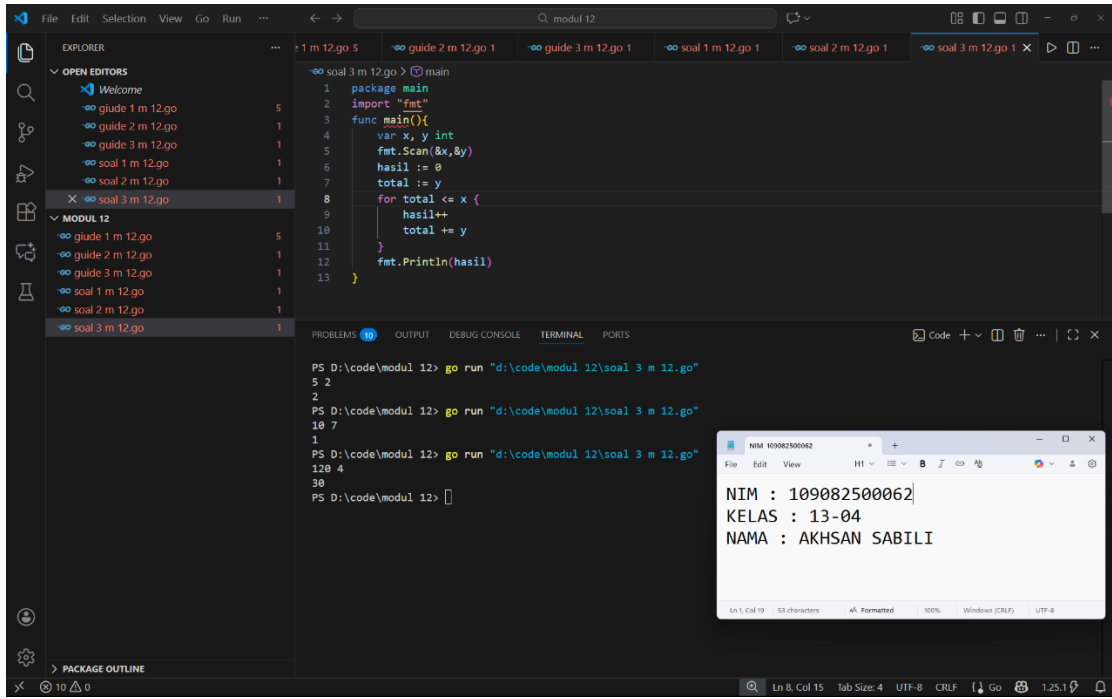 File Edit Selection View Go Run ... modul 12
EXPLORER ...
OPEN EDITORS
Welcome
giude 1 m 12.go 5
guide 2 m 12.go 1
guide 3 m 12.go 1
soal 1 m 12.go 1
soal 2 m 12.go 1
soal 3 m 12.go 1
MODUL 12
giude 1 m 12.go 5
guide 2 m 12.go 1
guide 3 m 12.go 1
soal 1 m 12.go 1
soal 2 m 12.go 1
soal 3 m 12.go 1
PACKAGE OUTLINE
1 m 12.go 5 guide 2 m 12.go 1 guide 3 m 12.go 1 soal 1 m 12.go 1 soal 2 m 12.go 1 soal 3 m 12.go 1
soal 3 m 12.go > main
1 package main
2 import "fmt"
3 func main(){
4 var x, y int
5 fmt.Scan(&x,&y)
6 hasil := 0
7 total := y
8 for total <= x {
9 hasil++
10 total += y
11 }
12 fmt.Println(hasil)
13 }
PROBLEMS 10 OUTPUT DEBUG CONSOLE TERMINAL PORTS Code
PS D:\code\modul 12> go run "d:\code\modul 12\soal 3 m 12.go"
5 2
2
PS D:\code\modul 12> go run "d:\code\modul 12\soal 3 m 12.go"
10 7
1
PS D:\code\modul 12> go run "d:\code\modul 12\soal 3 m 12.go"
120 4
30
PS D:\code\modul 12>
NIM 109082500062
File Edit View H1 B I
NIM : 109082500062
KELAS : 13-04
NAMA : AKHSAN SABILI
Ln 1, Col 19 53 characters Formatted 100% Windows (CRLF) UTF-8
10 0 Ln 8, Col 15 Tab Size: 4 UTF-8 CRLF Go 1.25.1